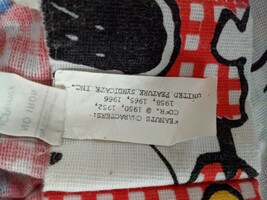 "PEANUTS CHARACTERS:
COPR. © 1950, 1952,
1958, 1965, 1966
UNITED FEATURE SYNDICATE INC.